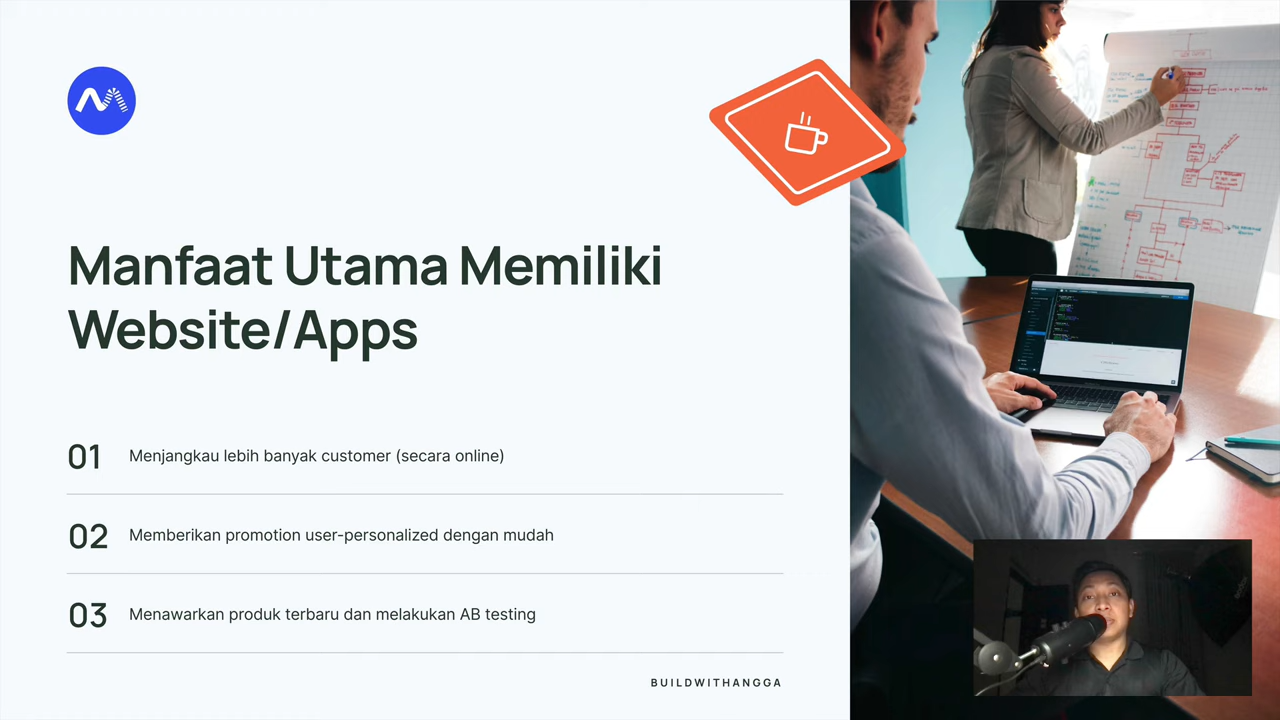 Manfaat Utama Memiliki
Website/Apps
01 Menjangkau lebih banyak customer (secara online)
02 Memberikan promotion user-personalized dengan mudah
03 Menawarkan produk terbaru dan melakukan AB testing
BUILDWITHANGGA